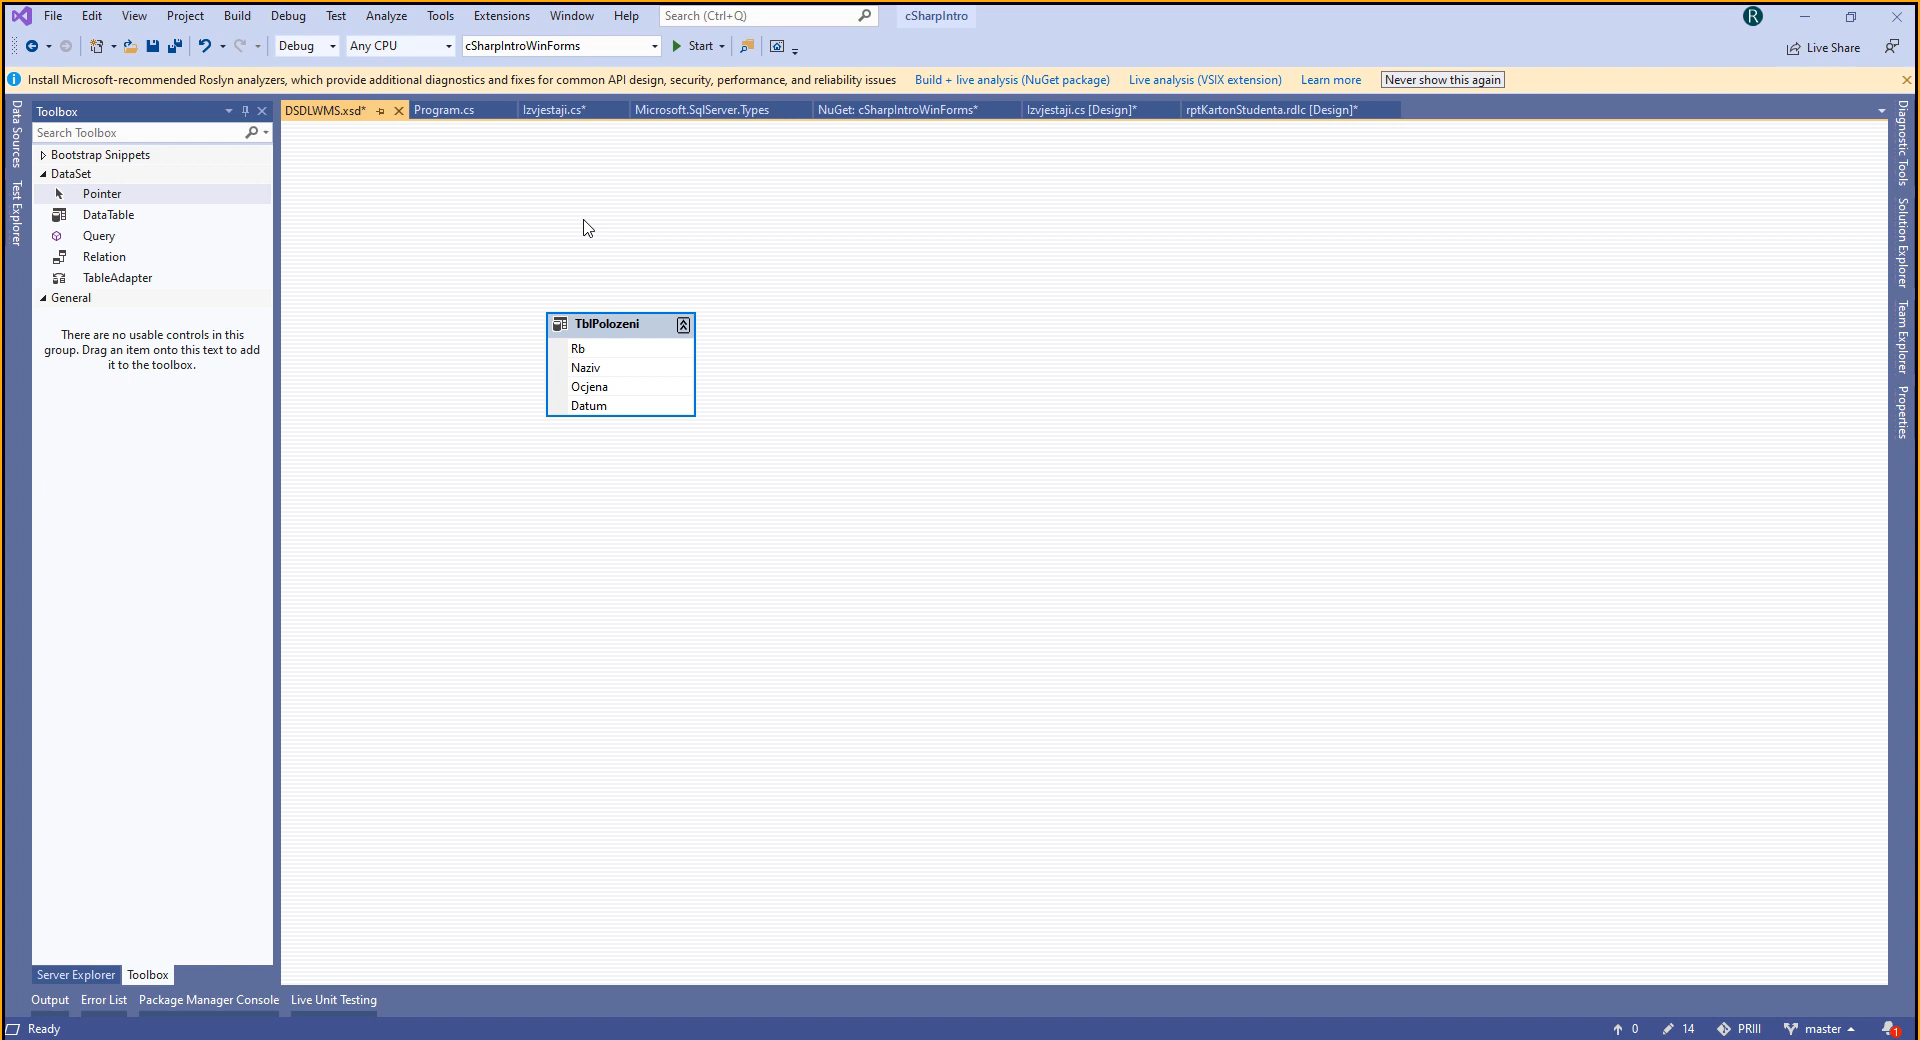 File Edit View Project Build Debug Test Analyze Tools Extensions Window Help Search (Ctrl+Q) cSharpIntro R
Debug Any CPU cSharpIntroWinForms Start Live Share
Install Microsoft-recommended Roslyn analyzers, which provide additional diagnostics and fixes for common API design, security, performance, and reliability issues Build + live analysis (NuGet package) Live analysis (VSIX extension) Learn more Never show this again
Data Sources
Test Explorer
Toolbox
Search Toolbox
Bootstrap Snippets
DataSet
Pointer
DataTable
Query
Relation
TableAdapter
General
There are no usable controls in this
group. Drag an item onto this text to add
it to the toolbox.
Server Explorer Toolbox
DSDLWMS.xsd* Program.cs Izvjestaji.cs* Microsoft.SqlServer.Types NuGet: cSharpIntroWinForms* Izvjestaji.cs [Design]* rptKartonStudenta.rdlc [Design]*
TblPolozeni
Rb
Naziv
Ocjena
Datum
Diagnostic Tools
Solution Explorer
Team Explorer
Properties
Output Error List Package Manager Console Live Unit Testing
Ready 0 14 PRIII master 1